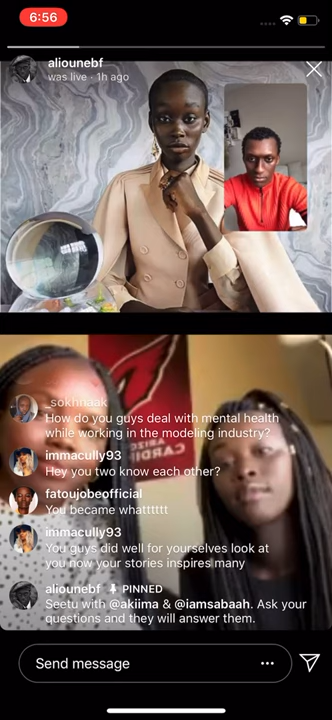 6:56
aliounebf
was live · 1h ago
_sokhnaak
How do you guys deal with mental health
while working in the modeling industry?
immacully93
Hey you two know each other?
fatoujobeofficial
You became whatttttt
immacully93
You guys did well for yourselves look at
you now your stories inspires many
aliounebf PINNED
Seetu with @akiima & @iamsabaah. Ask your
questions and they will answer them.
Send message